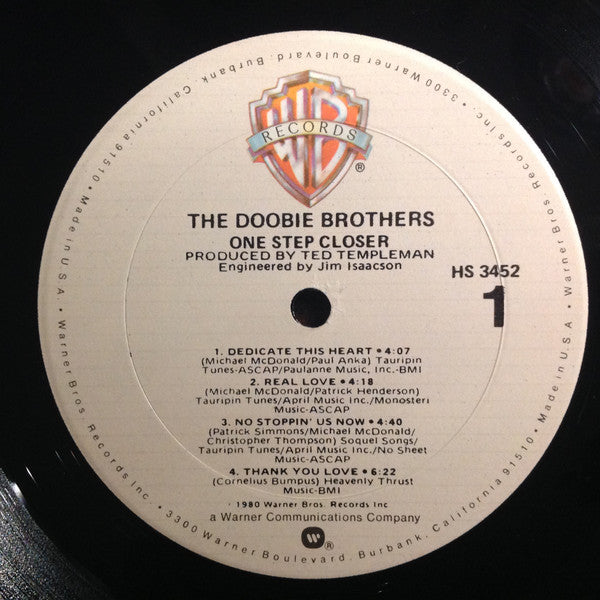 • Made in U.S.A. • Warner Bros. Records Inc. • 3300 Warner Boulevard, Burbank, California 91510 • Made in U.S.A. • Warner Bros. Records Inc. • 3300 Warner Boulevard, Burbank, California 91510
WB
RECORDS
®
THE DOOBIE BROTHERS
ONE STEP CLOSER
PRODUCED BY TED TEMPLEMAN
Engineered by Jim Isaacson
HS 3452
1
1. DEDICATE THIS HEART • 4:07
(Michael McDonald/Paul Anka) Tauripin
Tunes-ASCAP/Paulanne Music, Inc.-BMI
2. REAL LOVE • 4:18
(Michael McDonald/Patrick Henderson)
Tauripin Tunes/April Music Inc./Monosteri
Music-ASCAP
3. NO STOPPIN' US NOW • 4:40
(Patrick Simmons/Michael McDonald/
Christopher Thompson) Soquel Songs/
Tauripin Tunes/April Music Inc./No Sheet
Music-ASCAP
4. THANK YOU LOVE • 6:22
(Cornelius Bumpus) Heavenly Thrust
Music-BMI
1980 Warner Bros. Records Inc
a Warner Communications Company
W
®